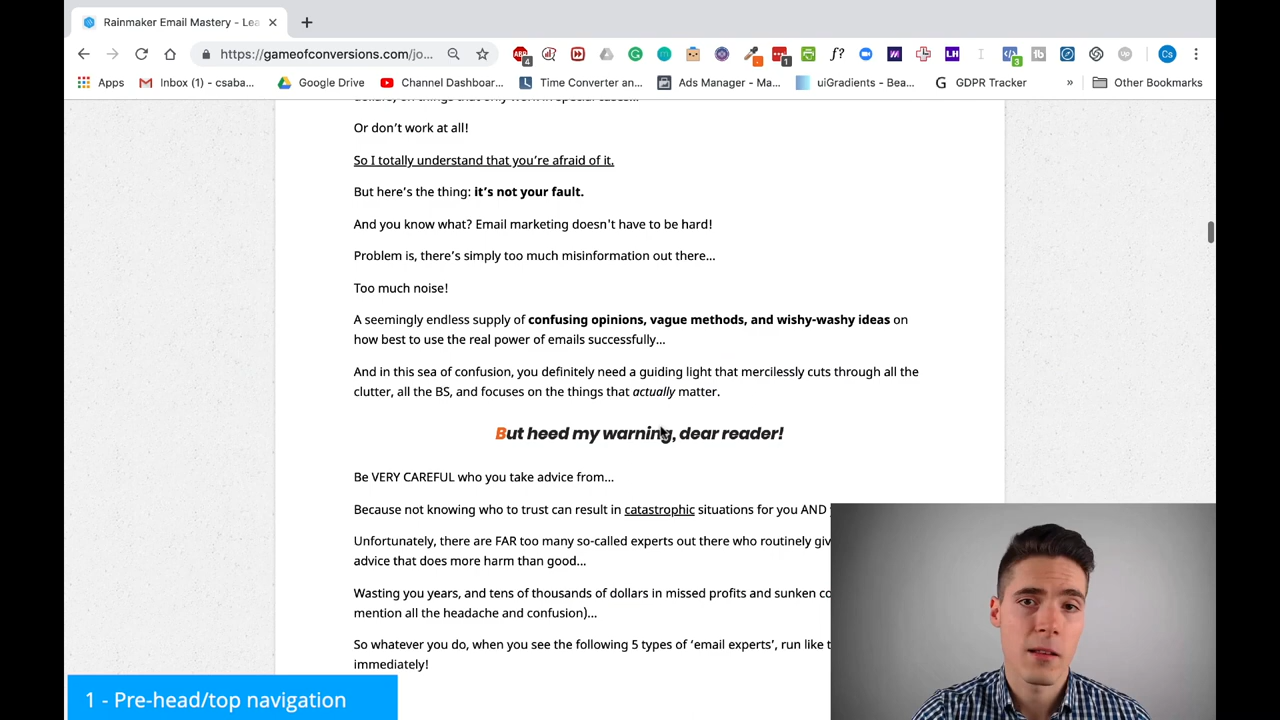 Rainmaker Email Mastery - Lea
https://gameofconversions.com/jo...
4
1
3
f?
LH
tb
Up
Cs
Apps
Inbox (1) - csaba...
Google Drive
Channel Dashboar...
Time Converter an...
Ads Manager - Ma...
uiGradients - Bea...
G GDPR Tracker
»
Other Bookmarks
Or don't work at all!
So I totally understand that you're afraid of it.
But here's the thing: it's not your fault.
And you know what? Email marketing doesn't have to be hard!
Problem is, there's simply too much misinformation out there...
Too much noise!
A seemingly endless supply of confusing opinions, vague methods, and wishy-washy ideas on
how best to use the real power of emails successfully...
And in this sea of confusion, you definitely need a guiding light that mercilessly cuts through all the
clutter, all the BS, and focuses on the things that actually matter.
But heed my warning, dear reader!
Be VERY CAREFUL who you take advice from...
Because not knowing who to trust can result in catastrophic situations for you AND
Unfortunately, there are FAR too many so-called experts out there who routinely giv
advice that does more harm than good...
Wasting you years, and tens of thousands of dollars in missed profits and sunken co
mention all the headache and confusion)...
So whatever you do, when you see the following 5 types of 'email experts', run like t
immediately!
1 - Pre-head/top navigation